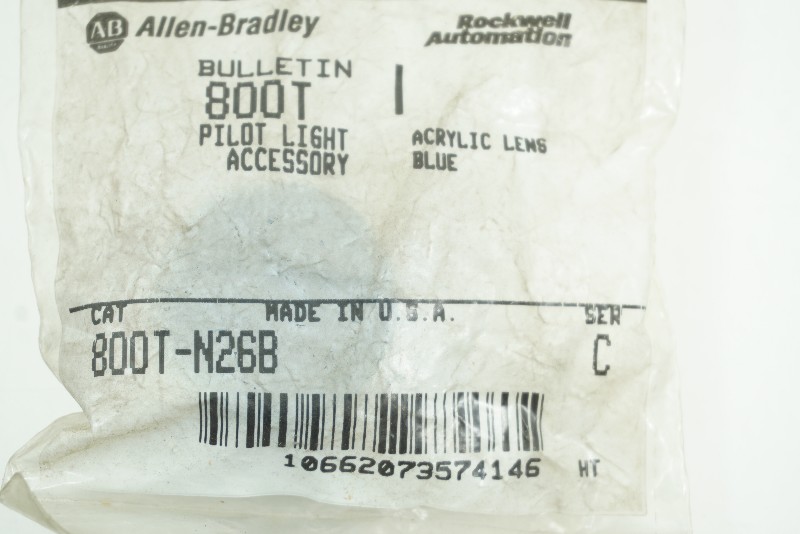 AB Allen-Bradley
Rockwell
Automation
BULLETIN
800T
PILOT LIGHT
ACCESSORY
ACRYLIC LENS
BLUE
CAT
MADE IN U.S.A.
SER
800T-N26B
C
10662073574146
HT